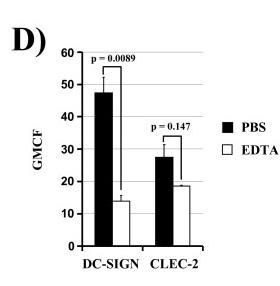 D)
60
p = 0.0089
50
40
p = 0.147
30
20
10
0
GMCF
PBS
EDTA
DC-SIGN CLEC-2